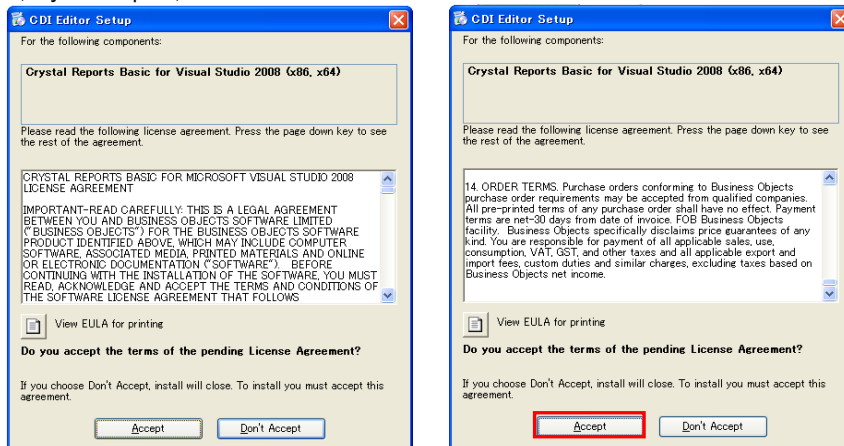 CDI Editor Setup
For the following components:
Crystal Reports Basic for Visual Studio 2008 (x86, x64)
Please read the following license agreement. Press the page down key to see
the rest of the agreement.
CRYSTAL REPORTS BASIC FOR MICROSOFT VISUAL STUDIO 2008
LICENSE AGREEMENT
IMPORTANT-READ CAREFULLY: THIS IS A LEGAL AGREEMENT
BETWEEN YOU AND BUSINESS OBJECTS SOFTWARE LIMITED
("BUSINESS OBJECTS") FOR THE BUSINESS OBJECTS SOFTWARE
PRODUCT IDENTIFIED ABOVE, WHICH MAY INCLUDE COMPUTER
SOFTWARE, ASSOCIATED MEDIA, PRINTED MATERIALS AND ONLINE
OR ELECTRONIC DOCUMENTATION ("SOFTWARE"). BEFORE
CONTINUING WITH THE INSTALLATION OF THE SOFTWARE, YOU MUST
READ, ACKNOWLEDGE AND ACCEPT THE TERMS AND CONDITIONS OF
THE SOFTWARE LICENSE AGREEMENT THAT FOLLOWS
View EULA for printing
Do you accept the terms of the pending License Agreement?
If you choose Don't Accept, install will close. To install you must accept this
agreement.
Accept
Don't Accept
CDI Editor Setup
For the following components:
Crystal Reports Basic for Visual Studio 2008 (x86, x64)
Please read the following license agreement. Press the page down key to see
the rest of the agreement.
14. ORDER TERMS. Purchase orders conforming to Business Objects
purchase order requirements may be accepted from qualified companies.
All pre-printed terms of any purchase order shall have no effect. Payment
terms are net-30 days from date of invoice. FOB Business Objects
facility. Business Objects specifically disclaims price guarantees of any
kind. You are responsible for payment of all applicable sales, use,
consumption, VAT, GST, and other taxes and all applicable export and
import fees, custom duties and similar charges, excluding taxes based on
Business Objects net income.
View EULA for printing
Do you accept the terms of the pending License Agreement?
If you choose Don't Accept, install will close. To install you must accept this
agreement.
Accept
Don't Accept